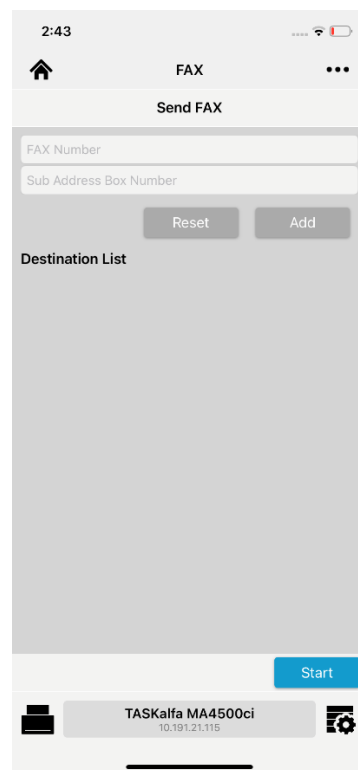 2:43
FAX
Send FAX
FAX Number
Sub Address Box Number
Reset
Add
Destination List
Start
TASKalfa MA4500ci
10.191.21.115